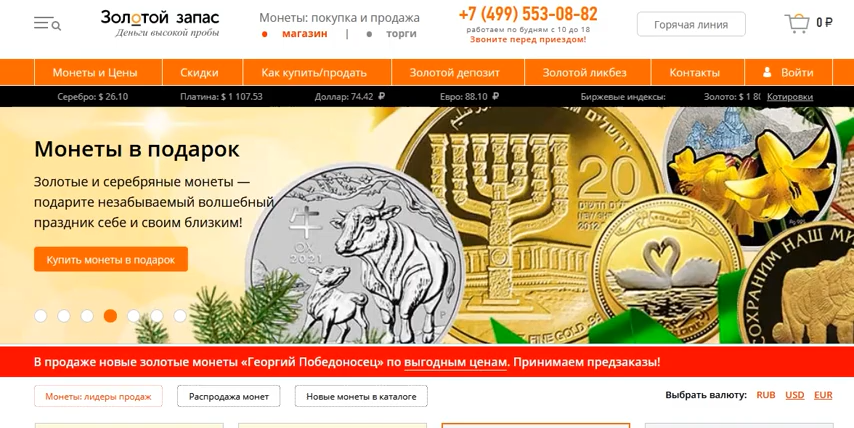 Золотой запас
Деньги высокой пробы
Монеты: покупка и продажа
магазин | торги
+7 (499) 553-08-82
работаем по будням с 10 до 18
Звоните перед приездом!
Горячая линия
0 ₽
Монеты и Цены
Скидки
Как купить/продать
Золотой депозит
Золотой ликбез
Контакты
Войти
Серебро: $ 26.10
Платина: $ 1 107.53
Доллар: 74.42 ₽
Евро: 88.10 ₽
Биржевые индексы:
Золото: $ 1
Котировки
Монеты в подарок
Золотые и серебряные монеты —
подарите незабываемый волшебный
праздник себе и своим близким!
Купить монеты в подарок
牛
OX
2021
P
20
2012
FINE GOLD
СОХРАНИМ НАШ
В продаже новые золотые монеты «Георгий Победоносец» по выгодным ценам. Принимаем предзаказы!
Монеты: лидеры продаж
Распродажа монет
Новые монеты в каталоге
Выбрать валюту: RUB USD EUR